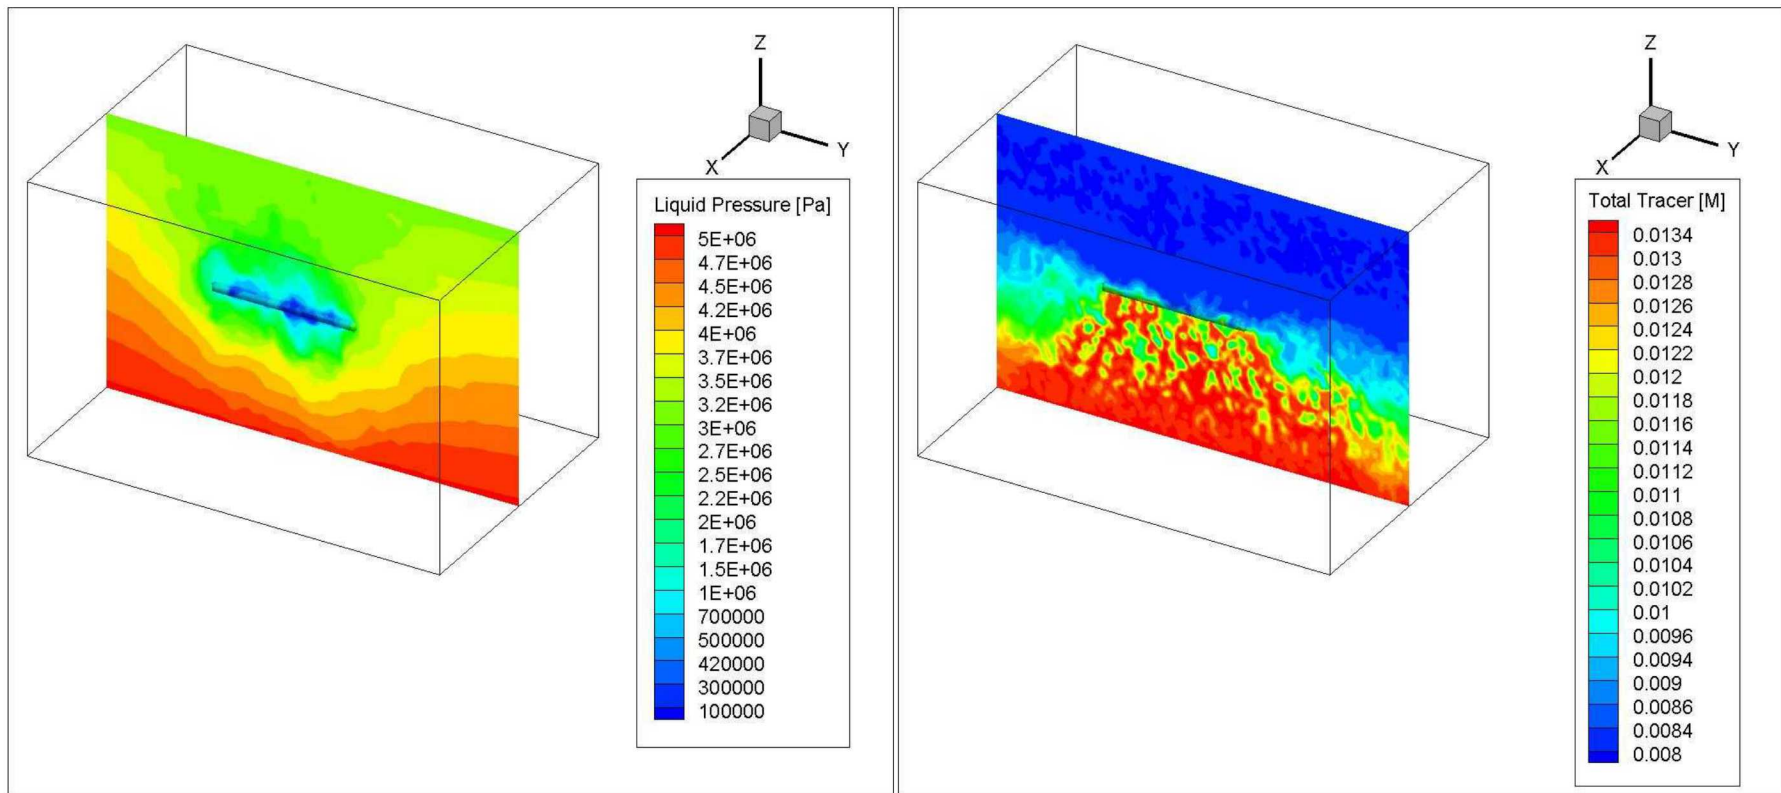 Z
Y
X
Liquid Pressure [Pa]
5E+06
4.7E+06
4.5E+06
4.2E+06
4E+06
3.7E+06
3.5E+06
3.2E+06
3E+06
2.7E+06
2.5E+06
2.2E+06
2E+06
1.7E+06
1.5E+06
1E+06
700000
500000
420000
300000
100000
Z
Y
X
Total Tracer [M]
0.0134
0.013
0.0128
0.0126
0.0124
0.0122
0.012
0.0118
0.0116
0.0114
0.0112
0.011
0.0108
0.0106
0.0104
0.0102
0.01
0.0096
0.0094
0.009
0.0086
0.0084
0.008